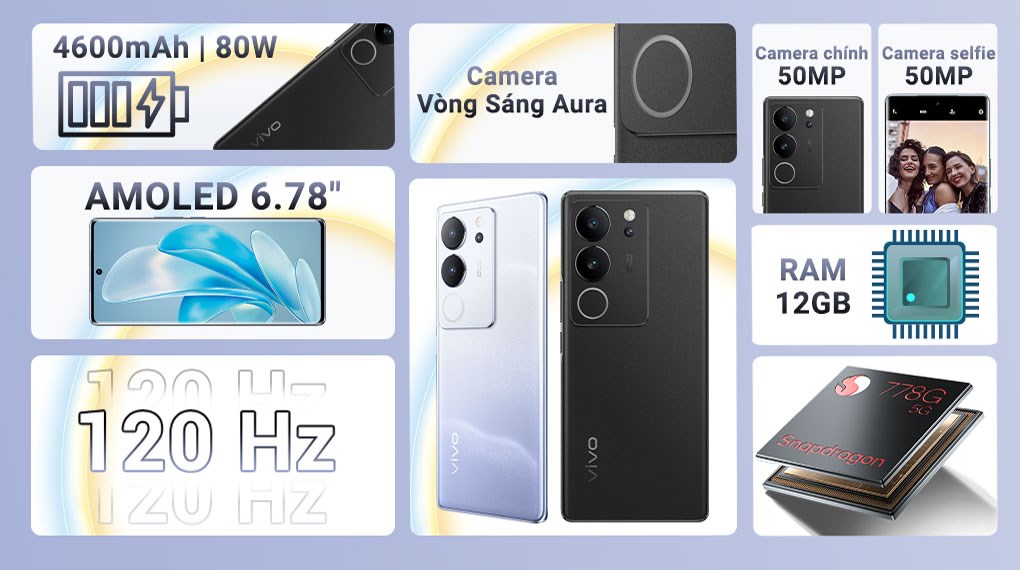 4600mAh | 80W
vivo
Camera
Vòng Sáng Aura
Camera chính
50MP
Camera selfie
50MP
AMOLED 6.78"
vivo
vivo
RAM
12GB
120 Hz
120 Hz
120 Hz
778G
5G
Snapdragon